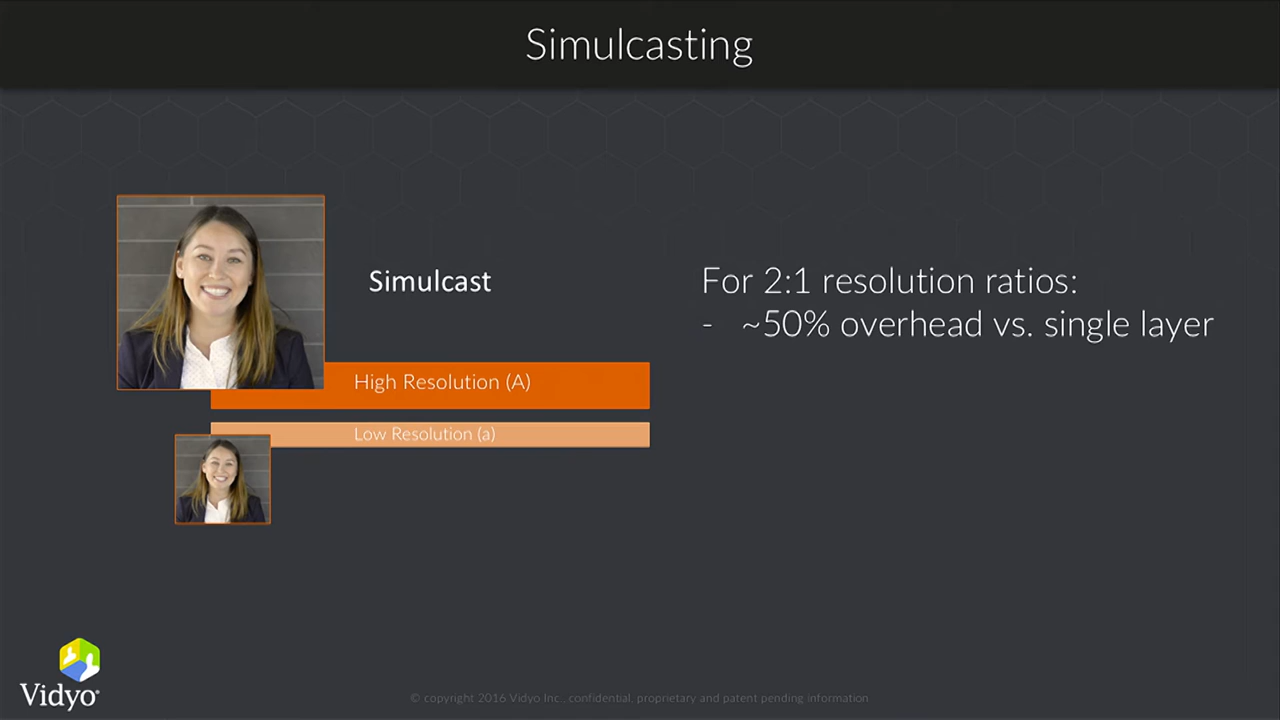 Simulcasting
Simulcast
High Resolution (A)
Low Resolution (a)
For 2:1 resolution ratios:
- ~50% overhead vs. single layer
Vidyo®
© copyright 2016 Vidyo Inc., confidential, proprietary and patent pending information